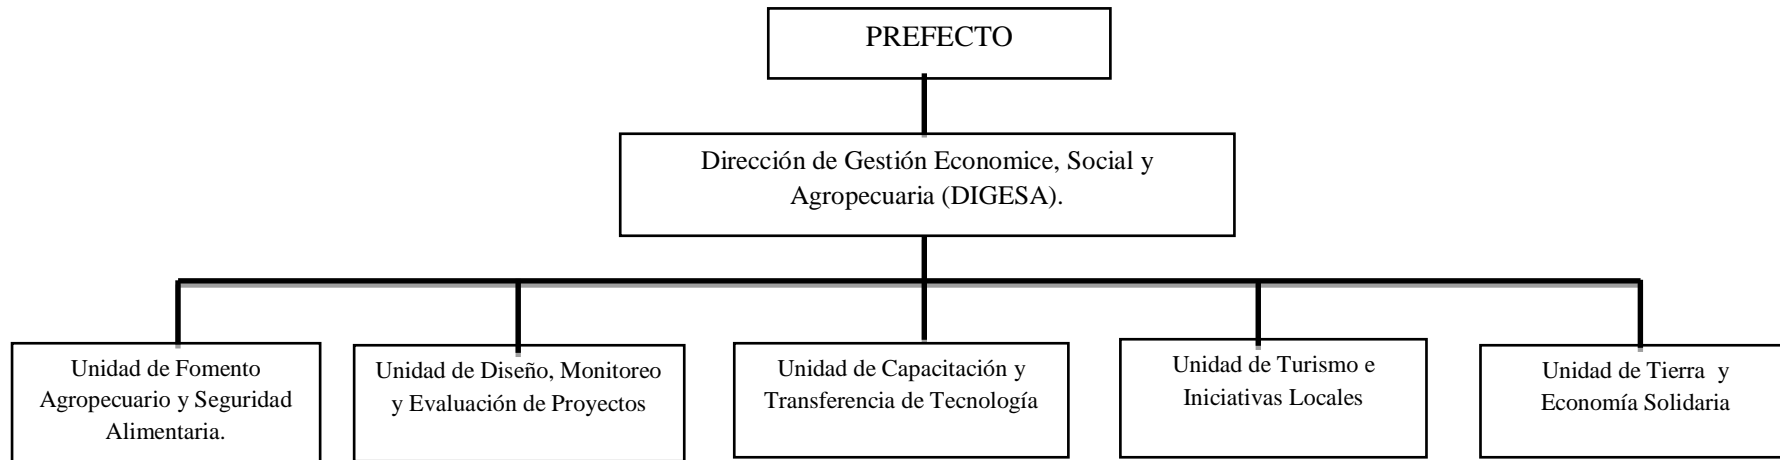 PREFECTO
Dirección de Gestión Economice, Social y
Agropecuaria (DIGESA).
Unidad de Fomento
Agropecuario y Seguridad
Alimentaria.
Unidad de Diseño, Monitoreo
y Evaluación de Proyectos
Unidad de Capacitación y
Transferencia de Tecnología
Unidad de Turismo e
Iniciativas Locales
Unidad de Tierra y
Economía Solidaria